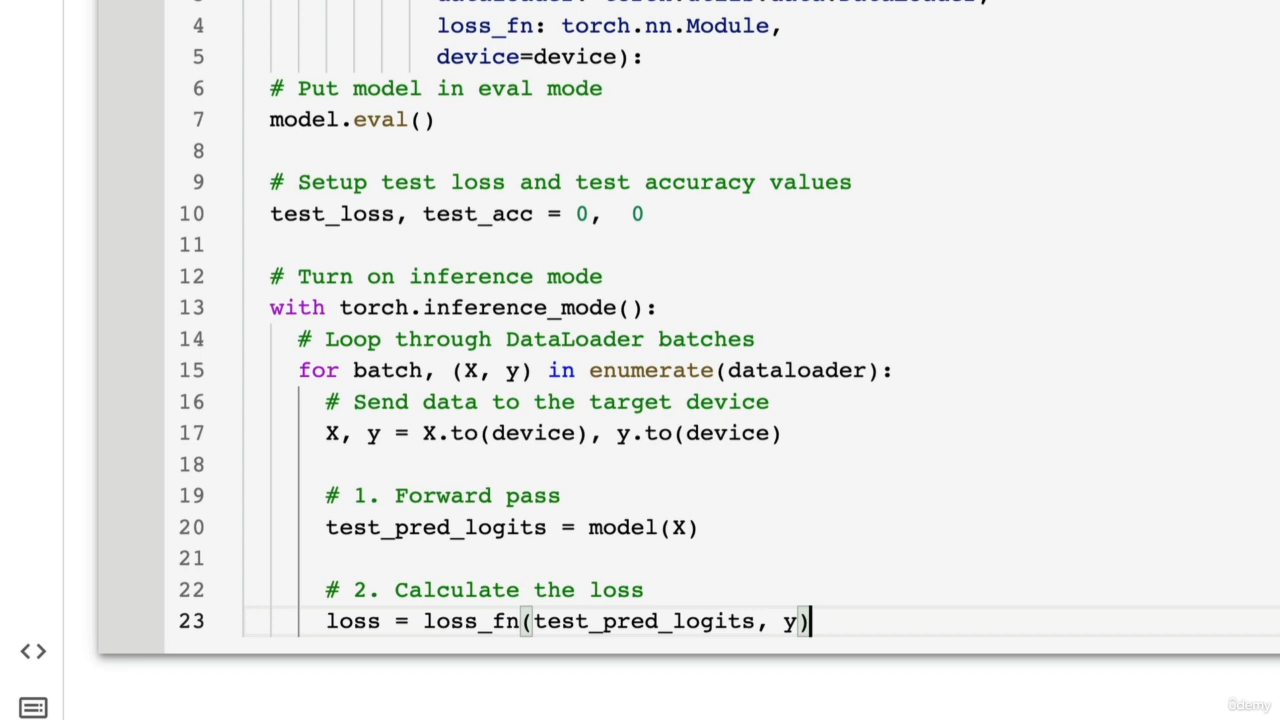 4 loss_fn: torch.nn.Module,
5 device=device):
6 # Put model in eval mode
7 model.eval()
8
9 # Setup test loss and test accuracy values
10 test_loss, test_acc = 0,  0
11
12 # Turn on inference mode
13 with torch.inference_mode():
14 # Loop through DataLoader batches
15 for batch, (X, y) in enumerate(dataloader):
16 # Send data to the target device
17 X, y = X.to(device), y.to(device)
18
19 # 1. Forward pass
20 test_pred_logits = model(X)
21
22 # 2. Calculate the loss
23 loss = loss_fn(test_pred_logits, y)
ûdemy